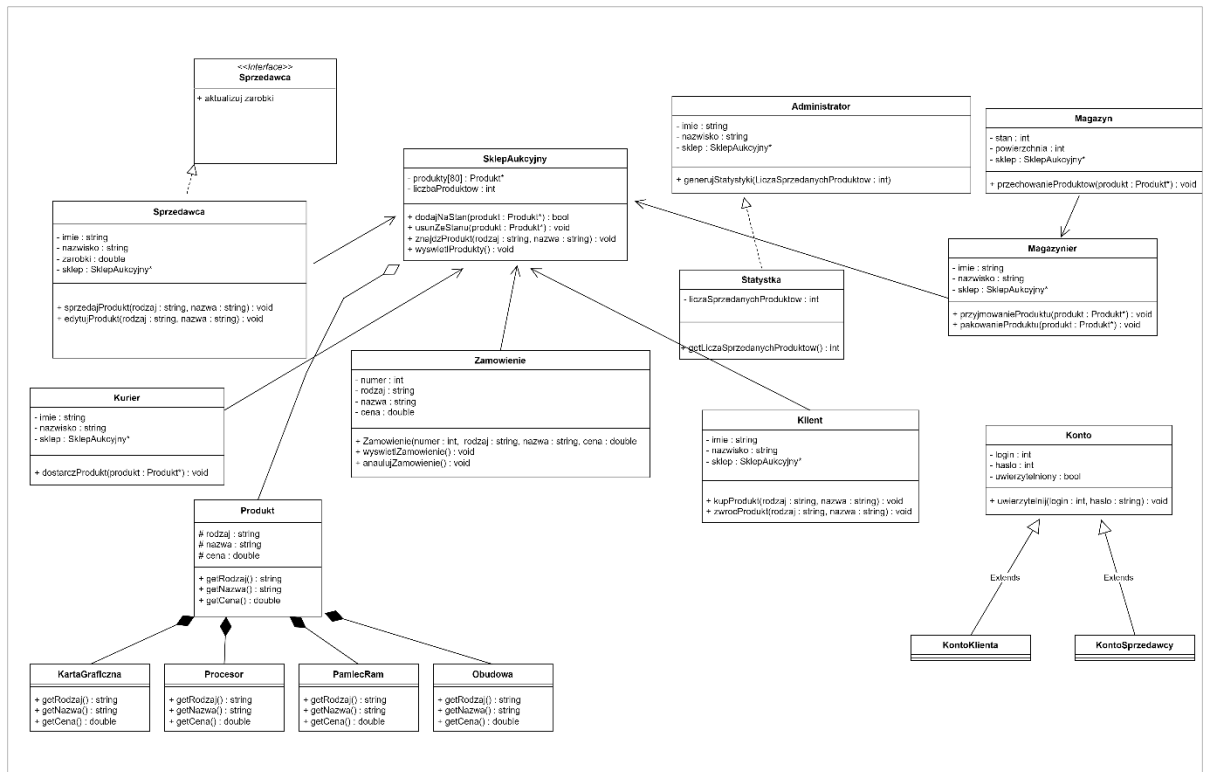 <<Interface>>
Sprzedawca
+ aktualizuj zarobki
Sprzedawca
- imie : string
- nazwisko : string
- zarobki : double
- sklep : SklepAukcyjny*
+ sprzedajProdukt(rodzaj : string, nazwa : string) : void
+ edytujProdukt(rodzaj : string, nazwa : string) : void
SklepAukcyjny
- produkty[80] : Produkt*
- liczbaProduktow : int
+ dodajNaStan(produkt : Produkt*) : bool
+ usunZeStanu(produkt : Produkt*) : void
+ znajdzProdukt(rodzaj : string, nazwa : string) : void
+ wyswietlProdukty() : void
Administrator
- imie : string
- nazwisko : string
- sklep : SklepAukcyjny*
+ generujStatystyki(LiczaSprzedanychProduktow : int)
Magazyn
- stan : int
- powierzchnia : int
- sklep : SklepAukcyjny*
+ przechowanieProduktow(produkt : Produkt*) : void
Magazynier
- imie : string
- nazwisko : string
- sklep : SklepAukcyjny*
+ przyjmowanieProduktu(produkt : Produkt*) : void
+ pakowanieProduktu(produkt : Produkt*) : void
Statystka
- liczaSprzedanychProduktow : int
+ getLiczaSprzedanychProduktow() : int
Kurier
- imie : string
- nazwisko : string
- sklep : SklepAukcyjny*
+ dostarczProdukt(produkt : Produkt*) : void
Zamowienie
- numer : int
- rodzaj : string
- nazwa : string
- cena : double
+ Zamowienie(numer : int, rodzaj : string, nazwa : string, cena : double
+ wyswietlZamowienie() : void
+ anaulujZamowienie() : void
Klient
- imie : string
- nazwisko : string
- sklep : SklepAukcyjny*
+ kupProdukt(rodzaj : string, nazwa : string) : void
+ zwrocProdukt(rodzaj : string, nazwa : string) : void
Konto
- login : int
- haslo : int
- uwierzytelniony : bool
+ uwierzytelnij(login : int, haslo : string) : void
Produkt
# rodzaj : string
# nazwa : string
# cena : double
+ getRodzaj() : string
+ getNazwa() : string
+ getCena() : double
Extends
Extends
KontoKlienta
KontoSprzedawcy
KartaGraficzna
+ getRodzaj() : string
+ getNazwa() : string
+ getCena() : double
Procesor
+ getRodzaj() : string
+ getNazwa() : string
+ getCena() : double
PamiecRam
+ getRodzaj() : string
+ getNazwa() : string
+ getCena() : double
Obudowa
+ getRodzaj() : string
+ getNazwa() : string
+ getCena() : double